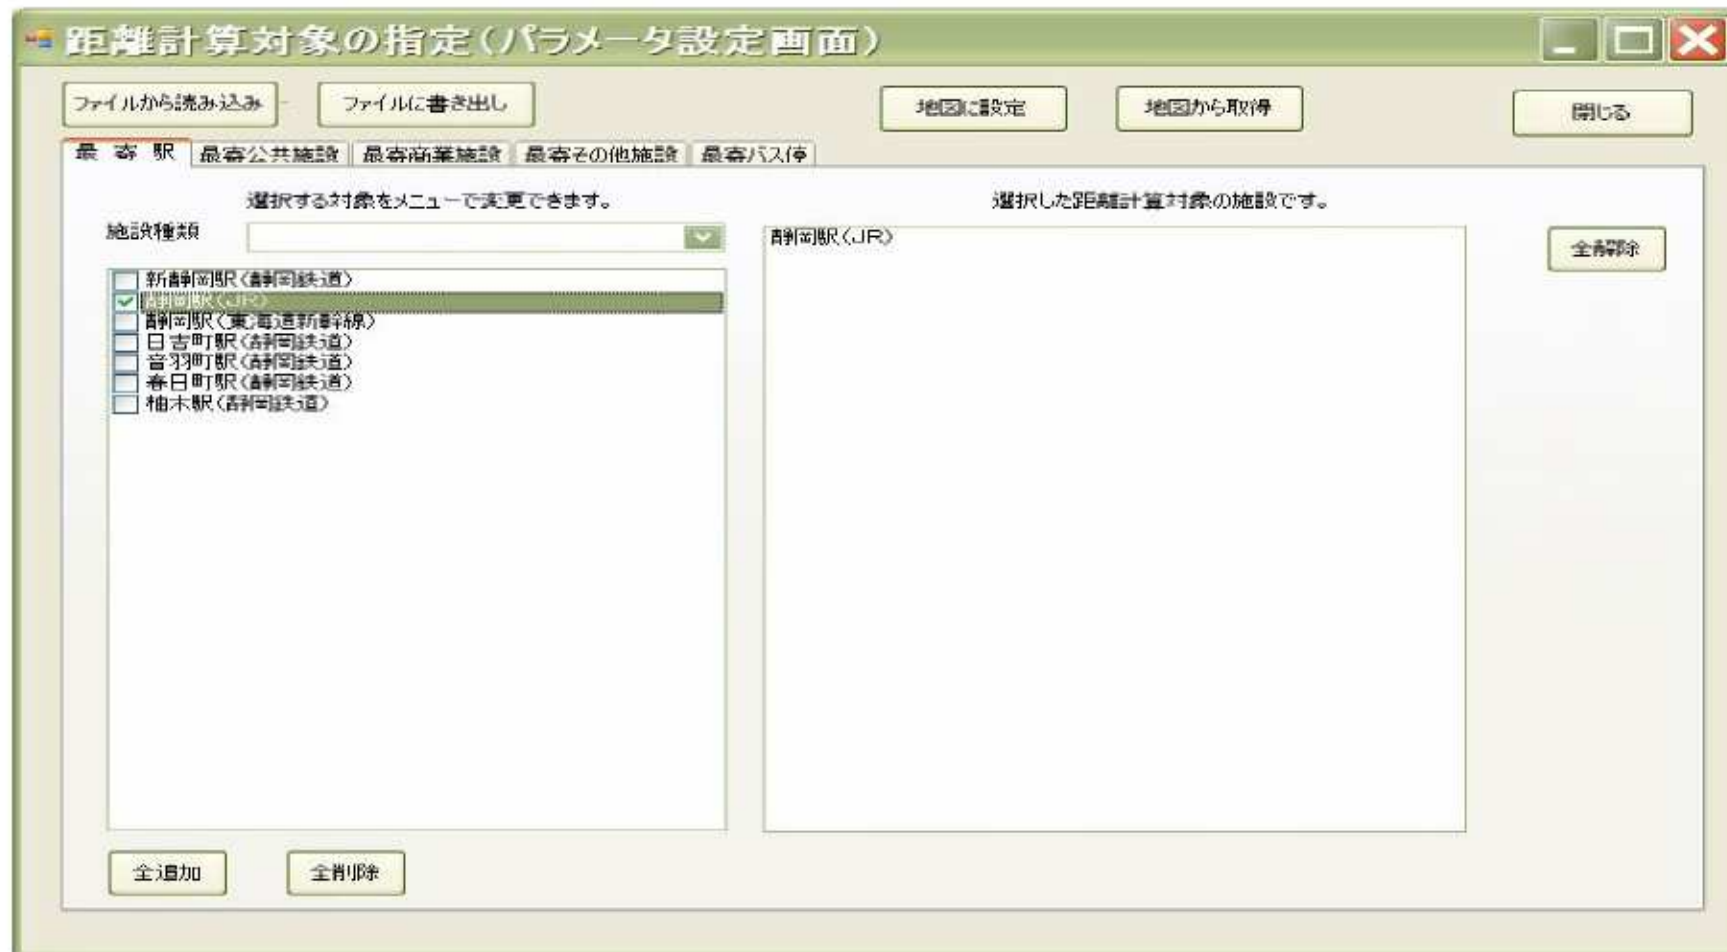 距離計算対象の指定(パラメータ設定画面)
ファイルから読み込み ファイルに書き出し 地図に設定 地図から取得 閉じる
最寄駅 最寄公共施設 最寄商業施設 最寄その他施設 最寄バス停
選択する対象をメニューで変更できます。 選択した距離計算対象の施設です。
施設種類
静岡駅(JR)
全解除
新静岡駅(静岡鉄道)
静岡駅(JR)
静岡駅(東海道新幹線)
日吉町駅(静岡鉄道)
音羽町駅(静岡鉄道)
春日町駅(静岡鉄道)
柚木駅(静岡鉄道)
全追加 全削除